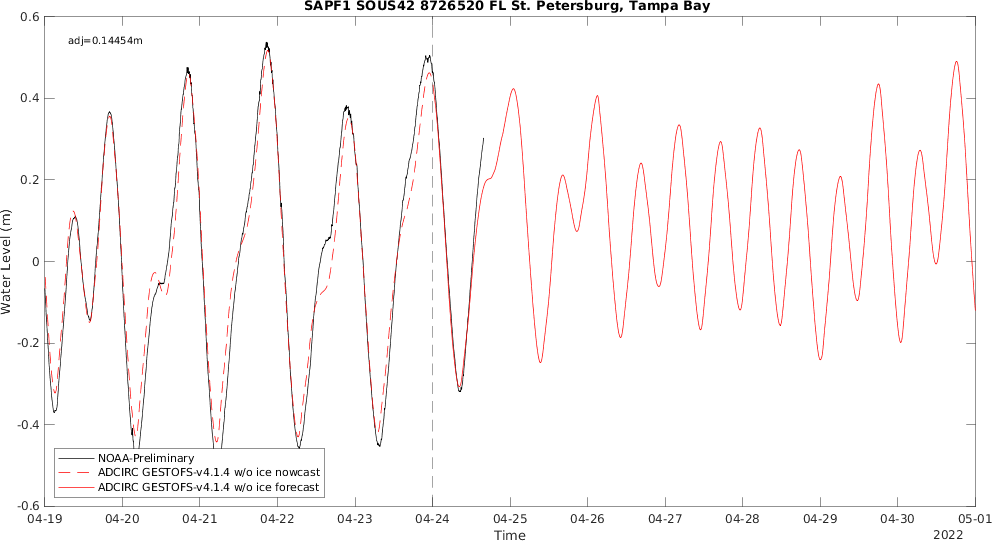 SAPF1 SOUS42 8726520 FL St. Petersburg, Tampa Bay
adj=0.14454m
0.6
0.4
0.2
0
-0.2
-0.4
-0.6
Water Level (m)
NOAA-Preliminary
ADCIRC GESTOFS-v4.1.4 w/o ice nowcast
ADCIRC GESTOFS-v4.1.4 w/o ice forecast
04-19 04-20 04-21 04-22 04-23 04-24 04-25 04-26 04-27 04-28 04-29 04-30 05-01
Time
2022